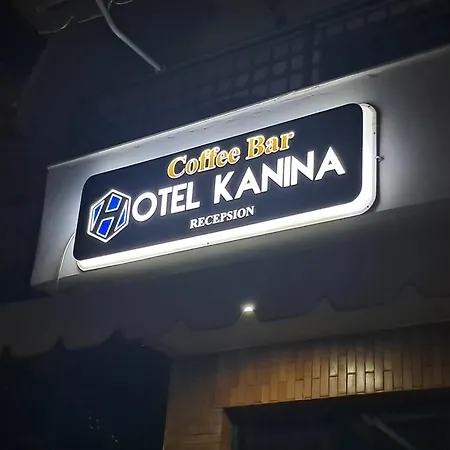 Coffee Bar
HOTEL KANINA
RECEPSION